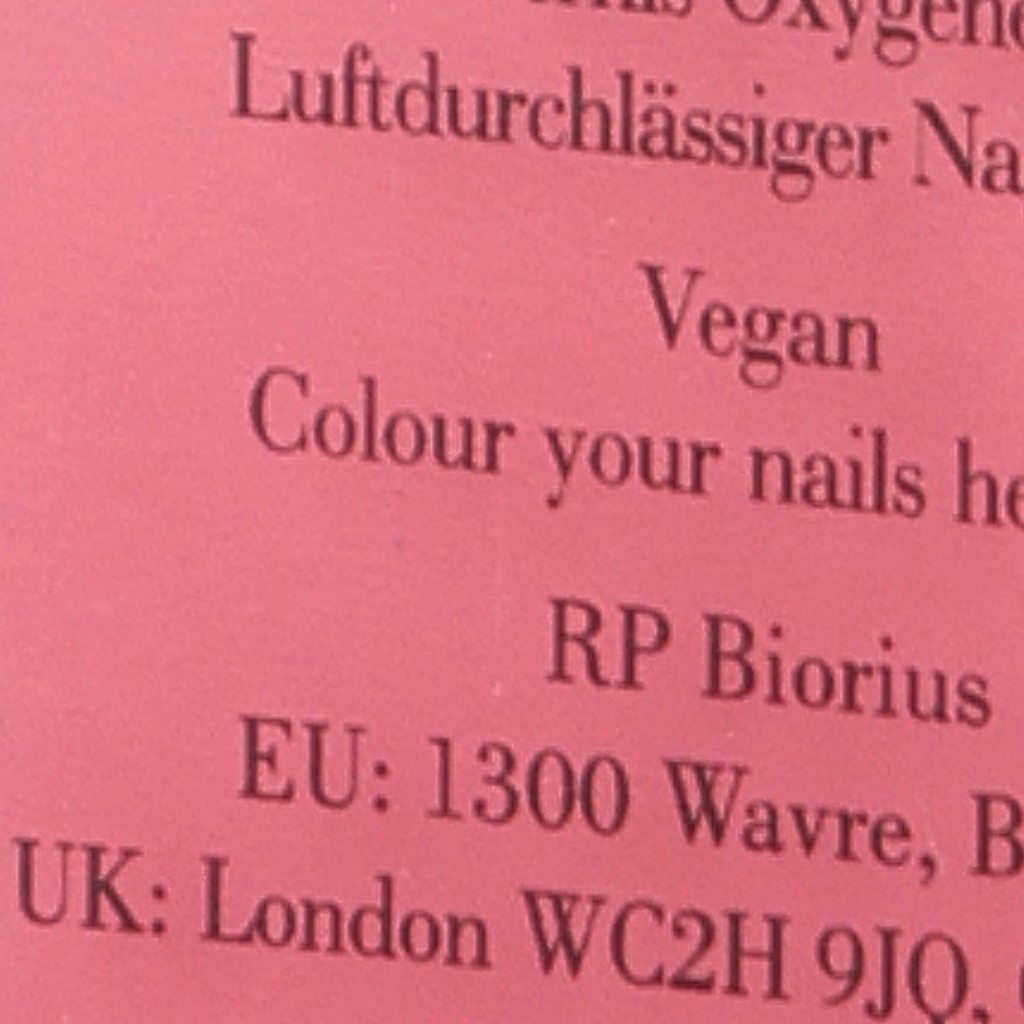 Luftdurchlässiger
Vegan
Colour your nails
RP Biorius
EU: 1300 Wavre,
UK: London WC2H 9JQ,